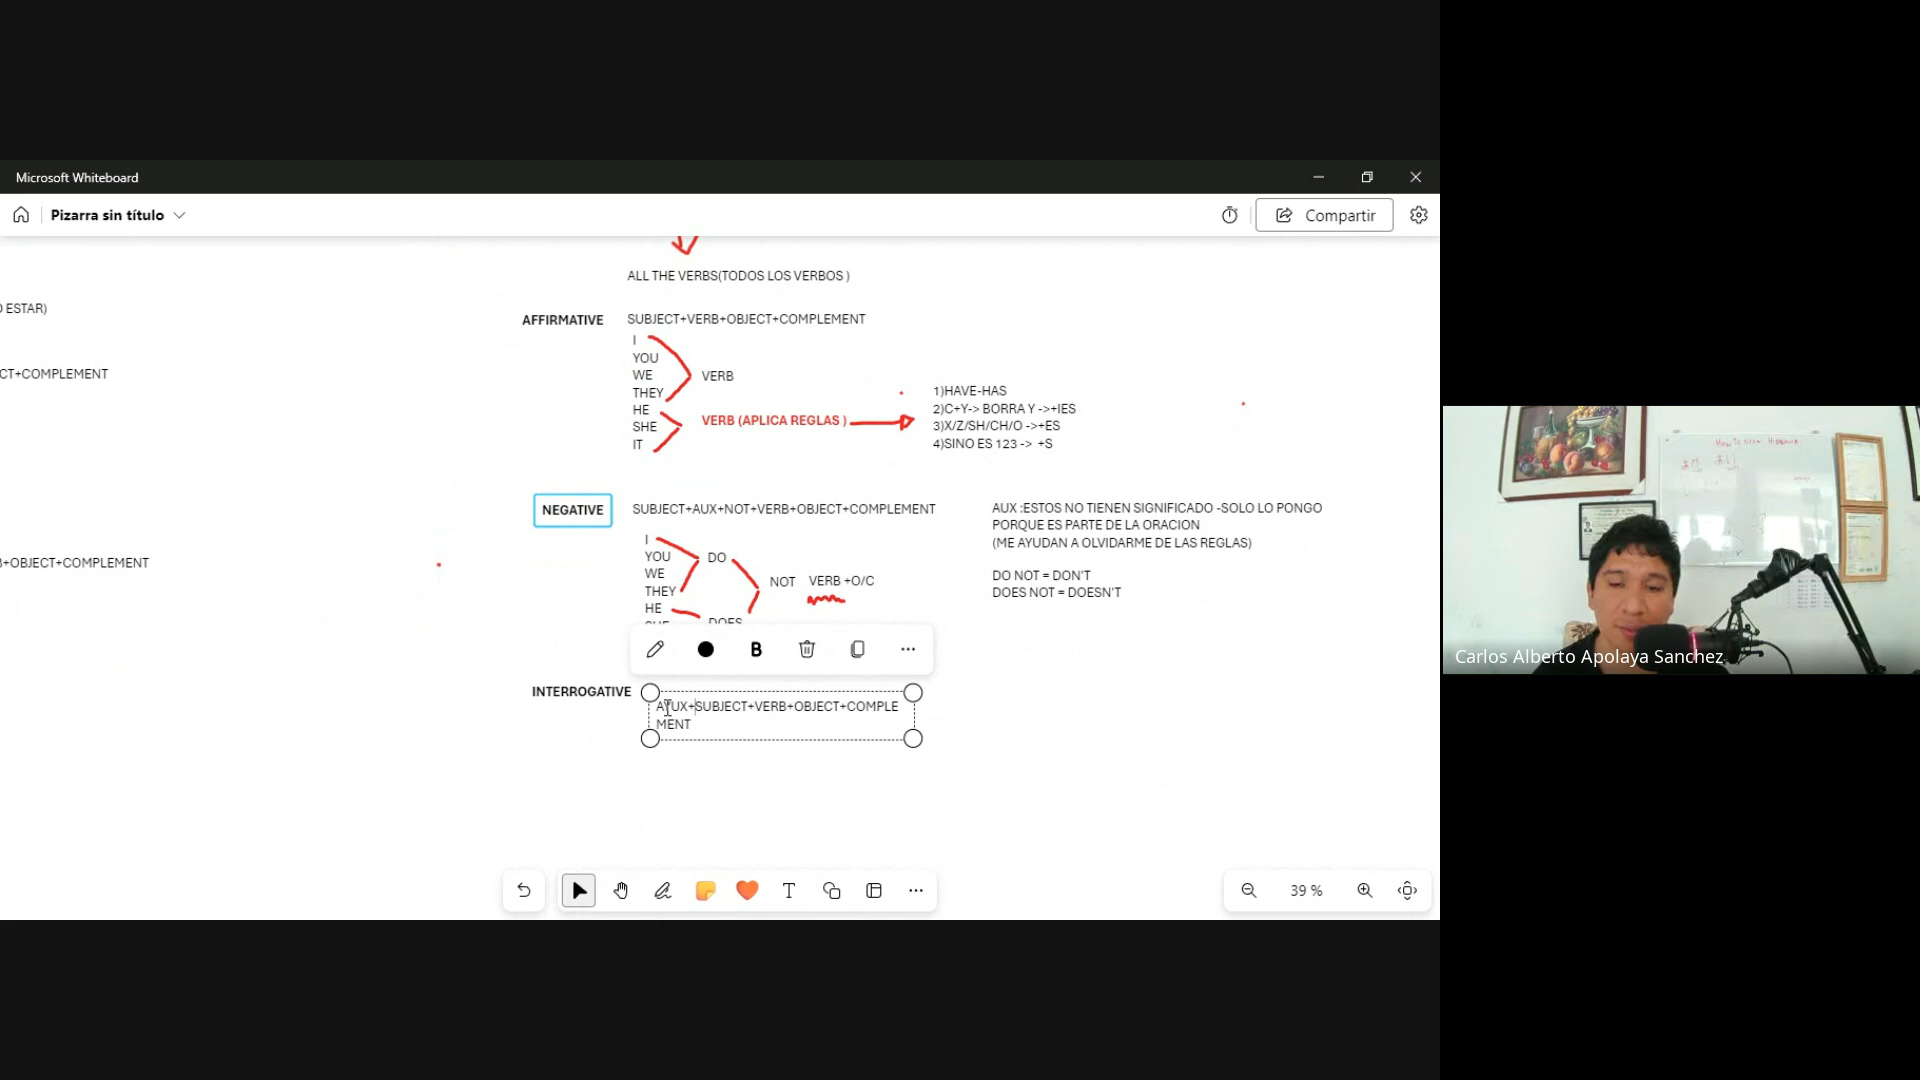 Microsoft Whiteboard
Pizarra sin título
Compartir
ALL THE VERBS(TODOS LOS VERBOS )
O ESTAR)
AFFIRMATIVE SUBJECT+VERB+OBJECT+COMPLEMENT
I
YOU
WE
THEY
HE
SHE
IT
VERB
VERB (APLICA REGLAS )
1)HAVE-HAS
2)C+Y-> BORRA Y ->+IES
3)X/Z/SH/CH/O ->+ES
4)SINO ES 123 -> +S
CT+COMPLEMENT
NEGATIVE SUBJECT+AUX+NOT+VERB+OBJECT+COMPLEMENT
I
YOU
WE
THEY
HE
SHE
DO
DOES
NOT VERB +O/C
AUX :ESTOS NO TIENEN SIGNIFICADO -SOLO LO PONGO
PORQUE ES PARTE DE LA ORACION
(ME AYUDAN A OLVIDARME DE LAS REGLAS)
DO NOT = DON'T
DOES NOT = DOESN'T
+OBJECT+COMPLEMENT
B
INTERROGATIVE
AUX+SUBJECT+VERB+OBJECT+COMPLE
MENT
39 %
Carlos Alberto Apolaya Sanchez